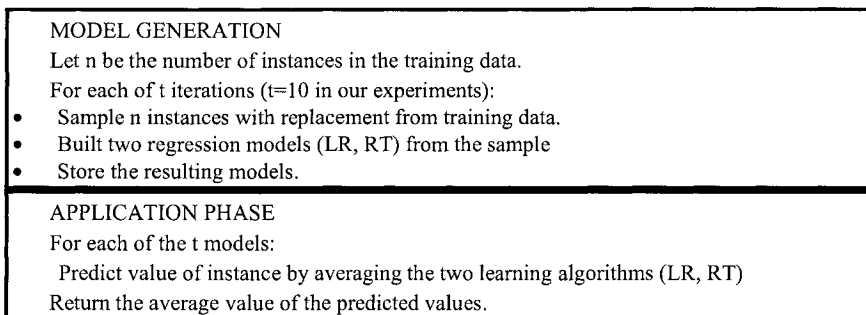 MODEL GENERATION
Let n be the number of instances in the training data.
For each of t iterations (t=10 in our experiments):
• Sample n instances with replacement from training data.
• Built two regression models (LR, RT) from the sample
• Store the resulting models.
APPLICATION PHASE
For each of the t models:
Predict value of instance by averaging the two learning algorithms (LR, RT)
Return the average value of the predicted values.